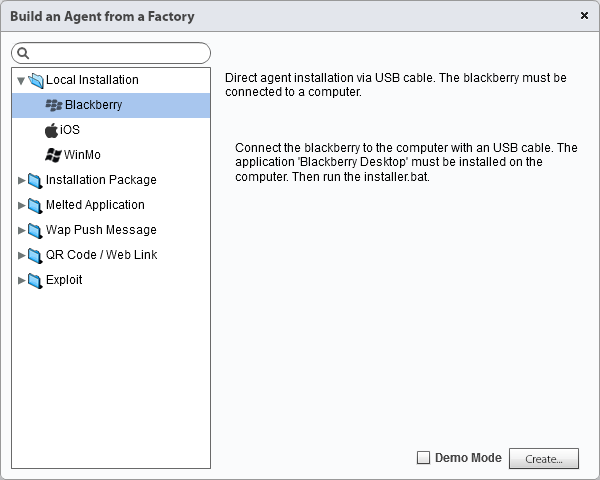 Build an Agent from a Factory
Local Installation
Blackberry
iOS
WinMo
Installation Package
Melted Application
Wap Push Message
QR Code / Web Link
Exploit
Direct agent installation via USB cable. The blackberry must be
connected to a computer.
Connect the blackberry to the computer with an USB cable. The
application 'Blackberry Desktop' must be installed on the
computer. Then run the installer.bat.
Demo Mode
Create...